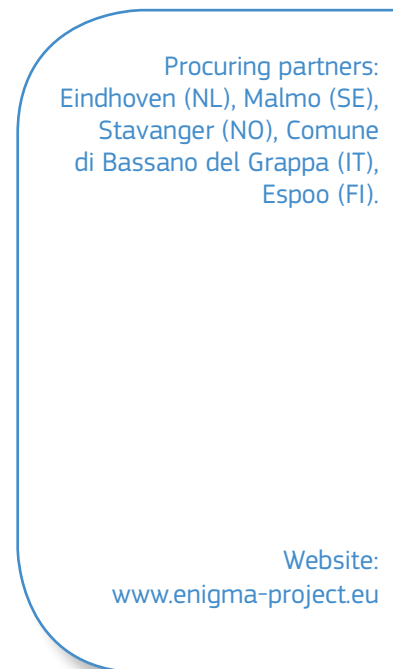 Procuring partners:
Eindhoven (NL), Malmo (SE),
Stavanger (NO), Comune
di Bassano del Grappa (IT),
Espoo (FI).
Website:
www.enigma-project.eu